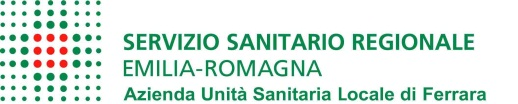 SERVIZIO SANITARIO REGIONALE
EMILIA-ROMAGNA
Azienda Unità Sanitaria Locale di Ferrara